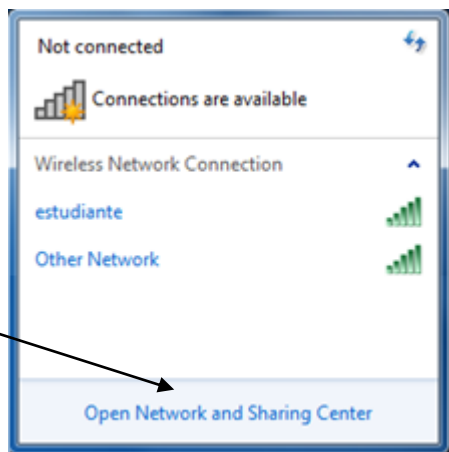 Not connected
Connections are available
Wireless Network Connection
estudiante
Other Network
Open Network and Sharing Center